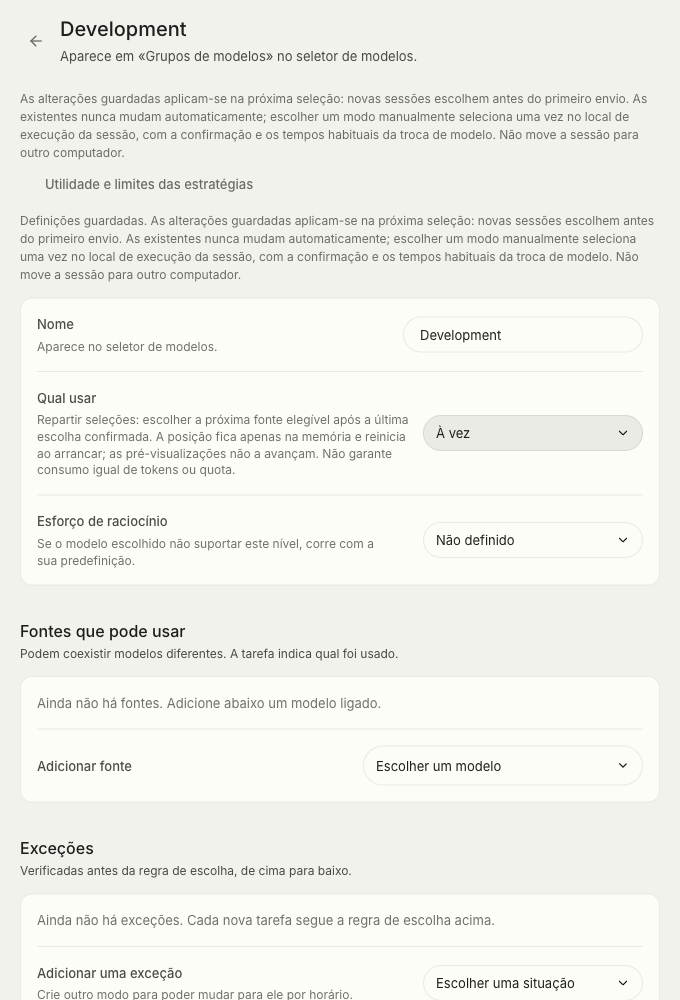 Development
Aparece em «Grupos de modelos» no seletor de modelos.
As alterações guardadas aplicam-se na próxima seleção: novas sessões escolhem antes do primeiro envio. As
existentes nunca mudam automaticamente; escolher um modo manualmente seleciona uma vez no local de
execução da sessão, com a confirmação e os tempos habituais da troca de modelo. Não move a sessão para
outro computador.
Utilidade e limites das estratégias
Definições guardadas. As alterações guardadas aplicam-se na próxima seleção: novas sessões escolhem antes
do primeiro envio. As existentes nunca mudam automaticamente; escolher um modo manualmente seleciona
uma vez no local de execução da sessão, com a confirmação e os tempos habituais da troca de modelo. Não
move a sessão para outro computador.
Nome
Aparece no seletor de modelos.
Development
Qual usar
Repartir seleções: escolher a próxima fonte elegível após a última
escolha confirmada. A posição fica apenas na memória e reinicia
ao arrancar; as pré-visualizações não a avançam. Não garante
consumo igual de tokens ou quota.
À vez
Esforço de raciocínio
Se o modelo escolhido não suportar este nível, corre com a
sua predefinição.
Não definido
Fontes que pode usar
Podem coexistir modelos diferentes. A tarefa indica qual foi usado.
Ainda não há fontes. Adicione abaixo um modelo ligado.
Adicionar fonte
Escolher um modelo
Exceções
Verificadas antes da regra de escolha, de cima para baixo.
Ainda não há exceções. Cada nova tarefa segue a regra de escolha acima.
Adicionar uma exceção
Crie outro modo para poder mudar para ele por horário.
Escolher uma situação